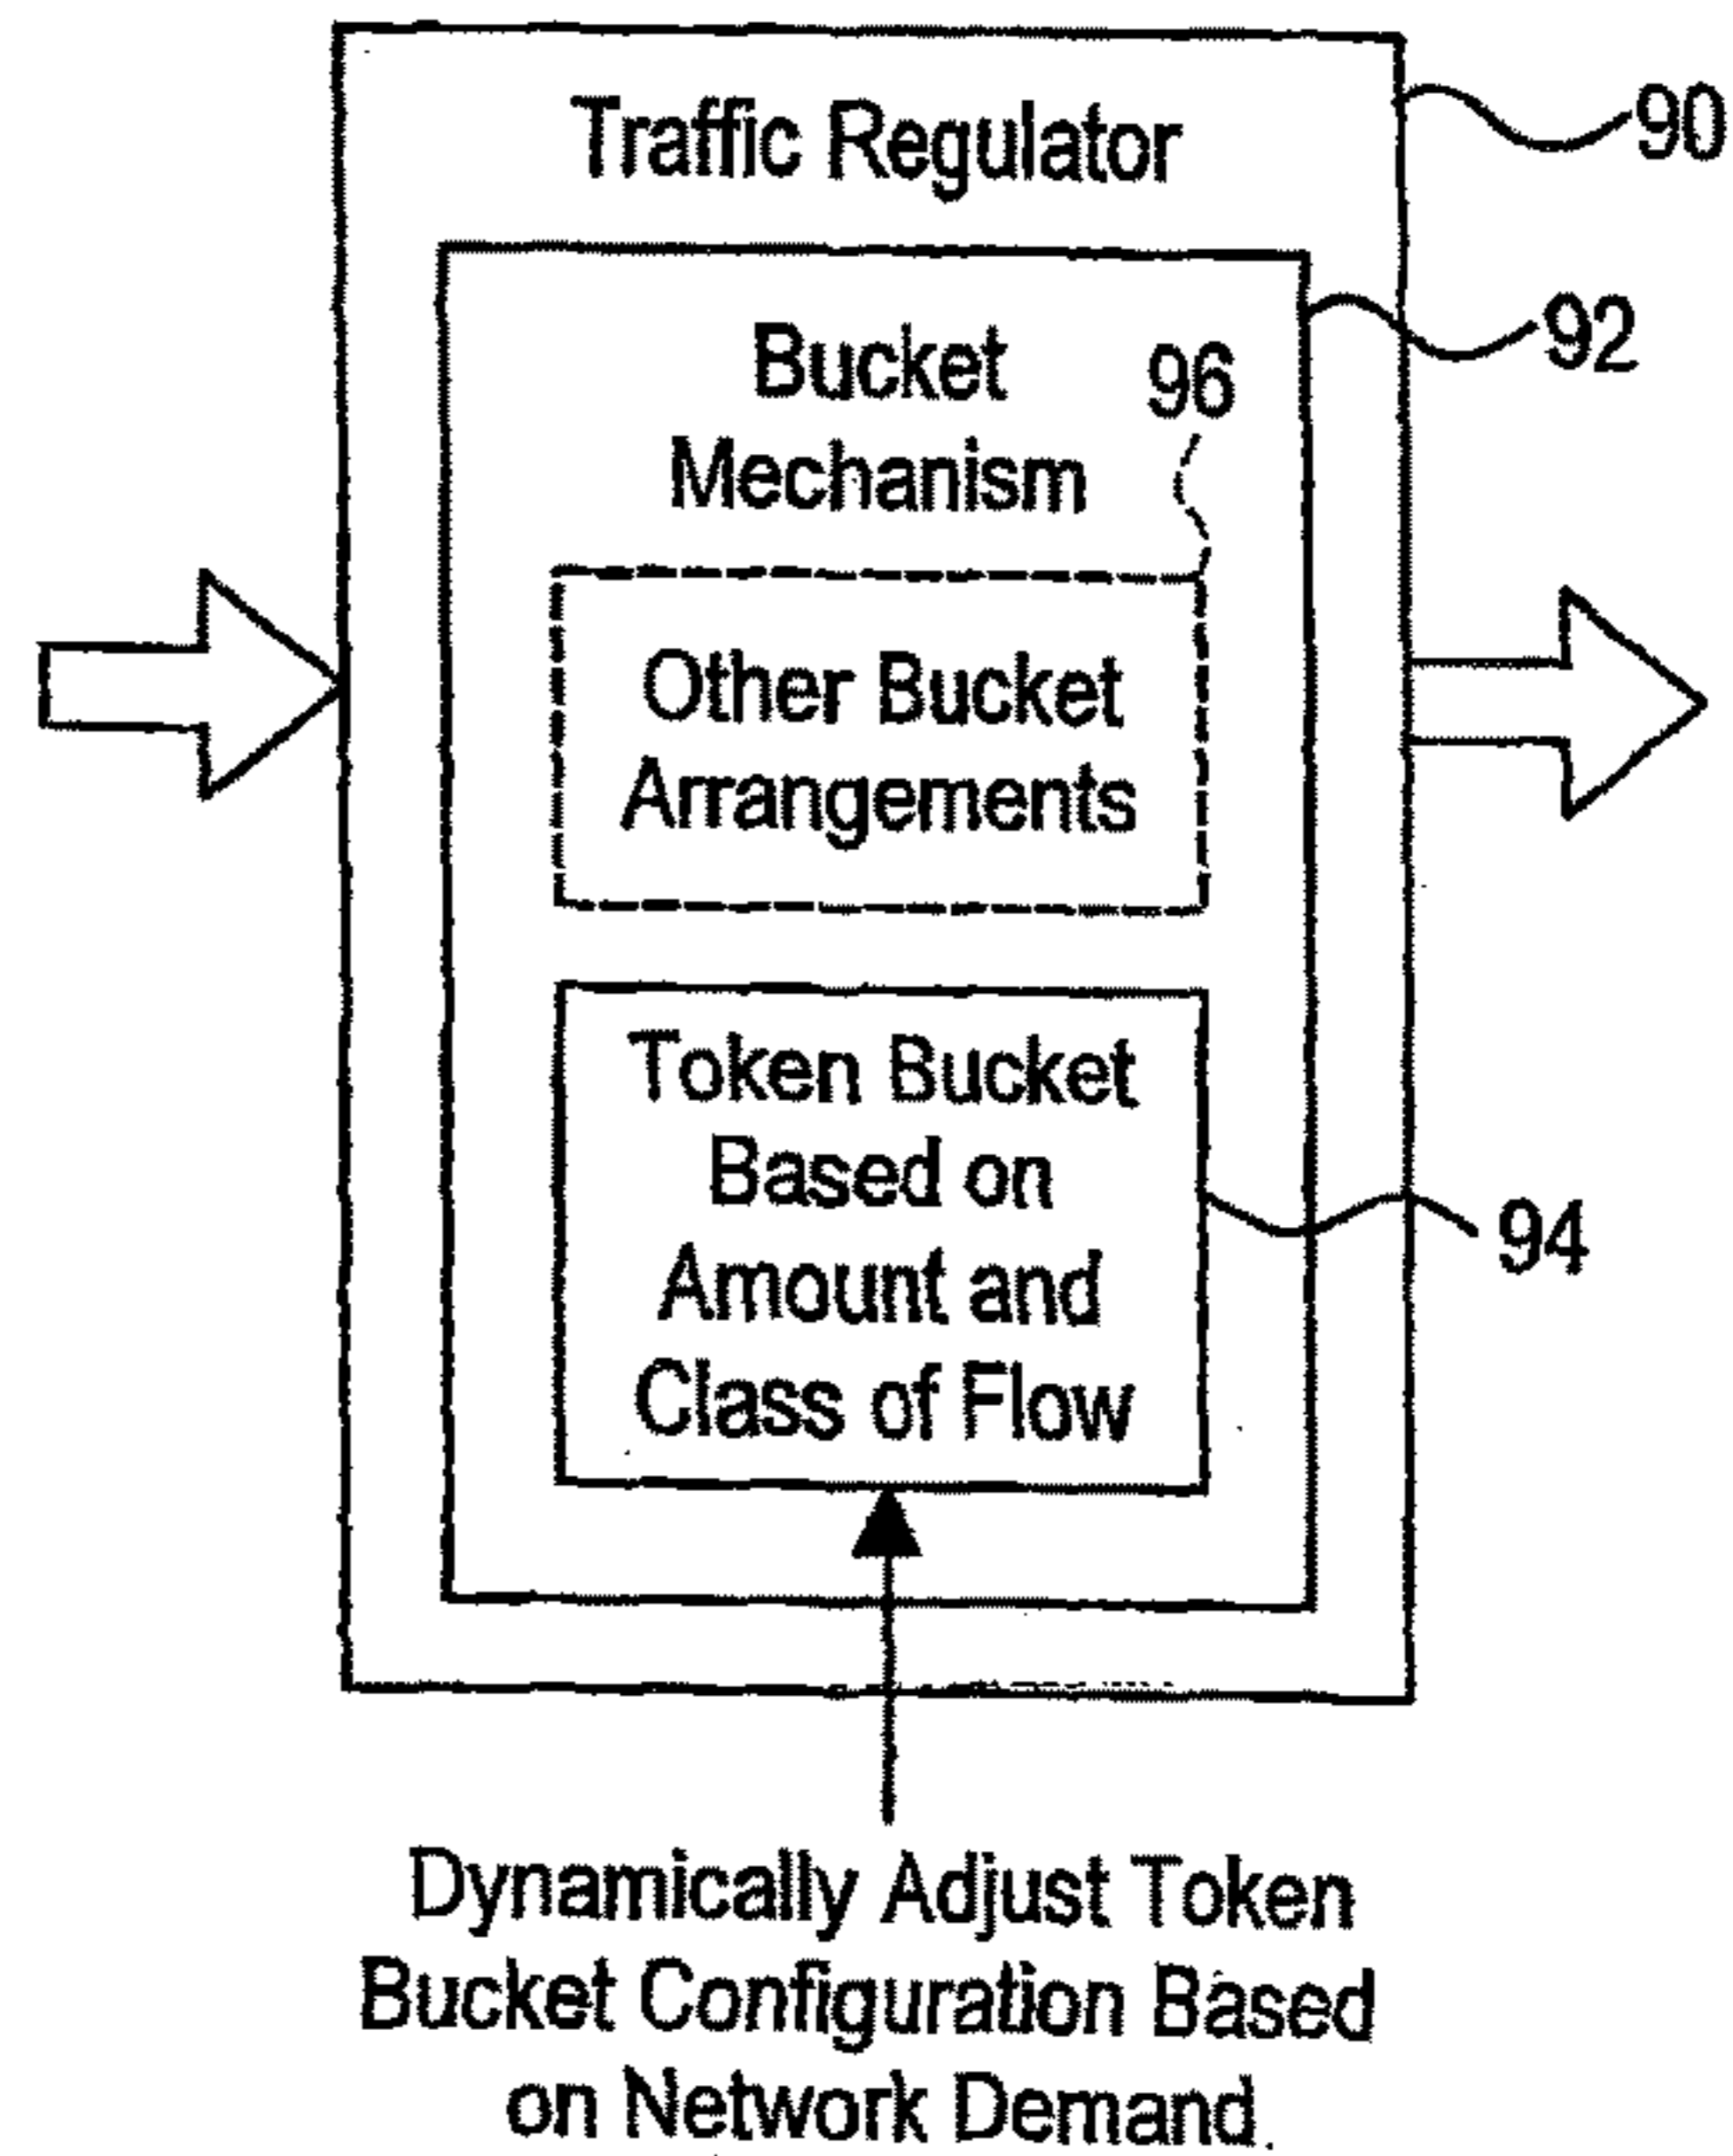 Traffic Regulator
90
92
Bucket
Mechanism
96
Other Bucket
Arrangements
Token Bucket
Based on
Amount and
Class of Flow
94
Dynamically Adjust Token
Bucket Configuration Based
on Network Demand.